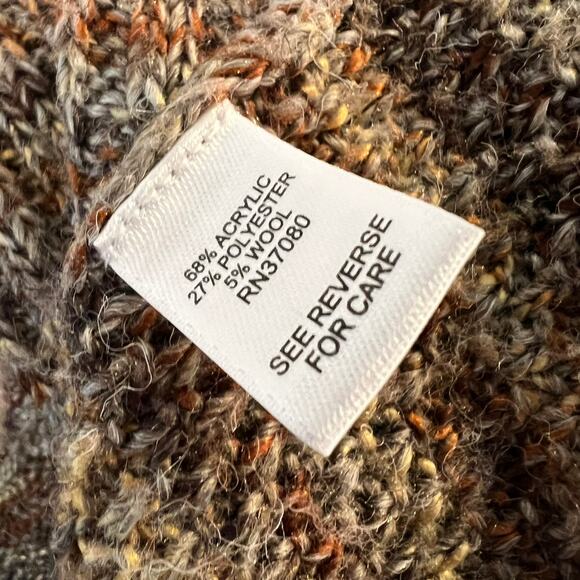 68% ACRYLIC
27% POLYESTER
5% WOOL
RN37080
SEE REVERSE
FOR CARE